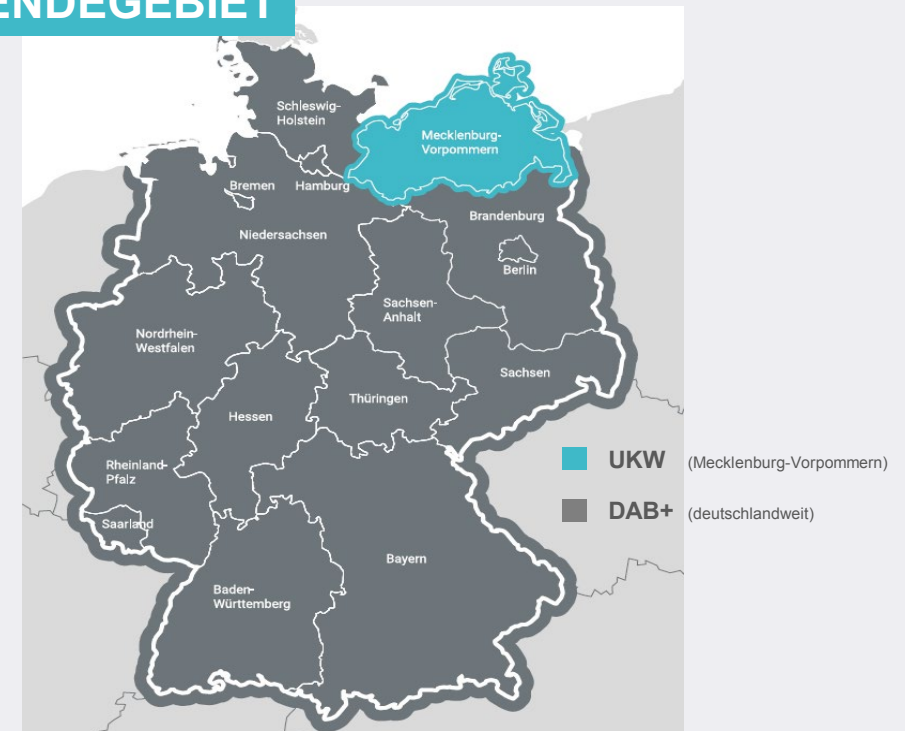 ENDEGEBIET
Schleswig-
Holstein
Mecklenburg-
Vorpommern
Bremen
Hamburg
Brandenburg
Niedersachsen
Berlin
Sachsen-
Anhalt
Nordrhein-
Westfalen
Sachsen
Thüringen
Hessen
Rheinland-
Pfalz
Saarland
UKW (Mecklenburg-Vorpommern)
DAB+ (deutschlandweit)
Bayern
Baden-
Württemberg